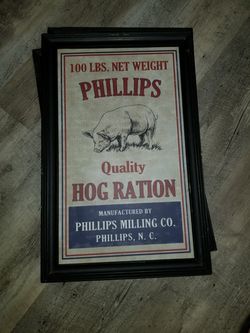 100 LBS. NET WEIGHT
PHILLIPS
Quality
HOG RATION
MANUFACTURED BY
PHILLIPS MILLING CO.
PHILLIPS, N. C.